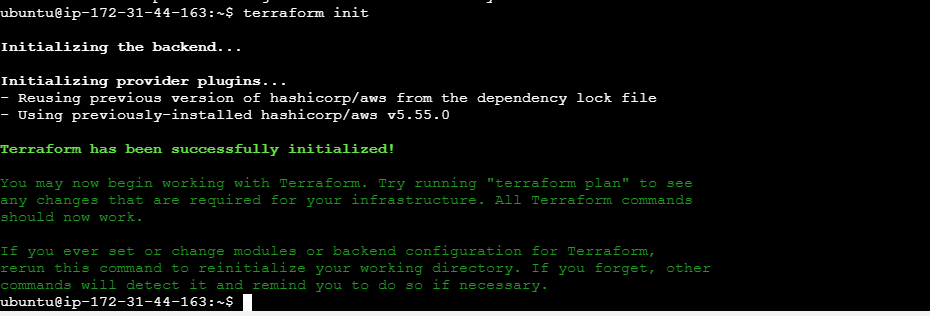 ubuntu@ip-172-31-44-163:~$ terraform init
Initializing the backend...
Initializing provider plugins...
- Reusing previous version of hashicorp/aws from the dependency lock file
- Using previously-installed hashicorp/aws v5.55.0
Terraform has been successfully initialized!
You may now begin working with Terraform. Try running "terraform plan" to see
any changes that are required for your infrastructure. All Terraform commands
should now work.
If you ever set or change modules or backend configuration for Terraform,
rerun this command to reinitialize your working directory. If you forget, other
commands will detect it and remind you to do so if necessary.
ubuntu@ip-172-31-44-163:~$